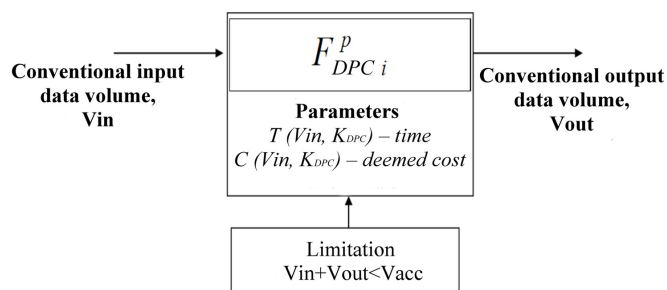 F^p_DPC i
Conventional input
data volume,
Vin
Conventional output
data volume,
Vout
Parameters
T (Vin, K_DPC) – time
C (Vin, K_DPC) – deemed cost
Limitation
Vin+Vout<Vacc